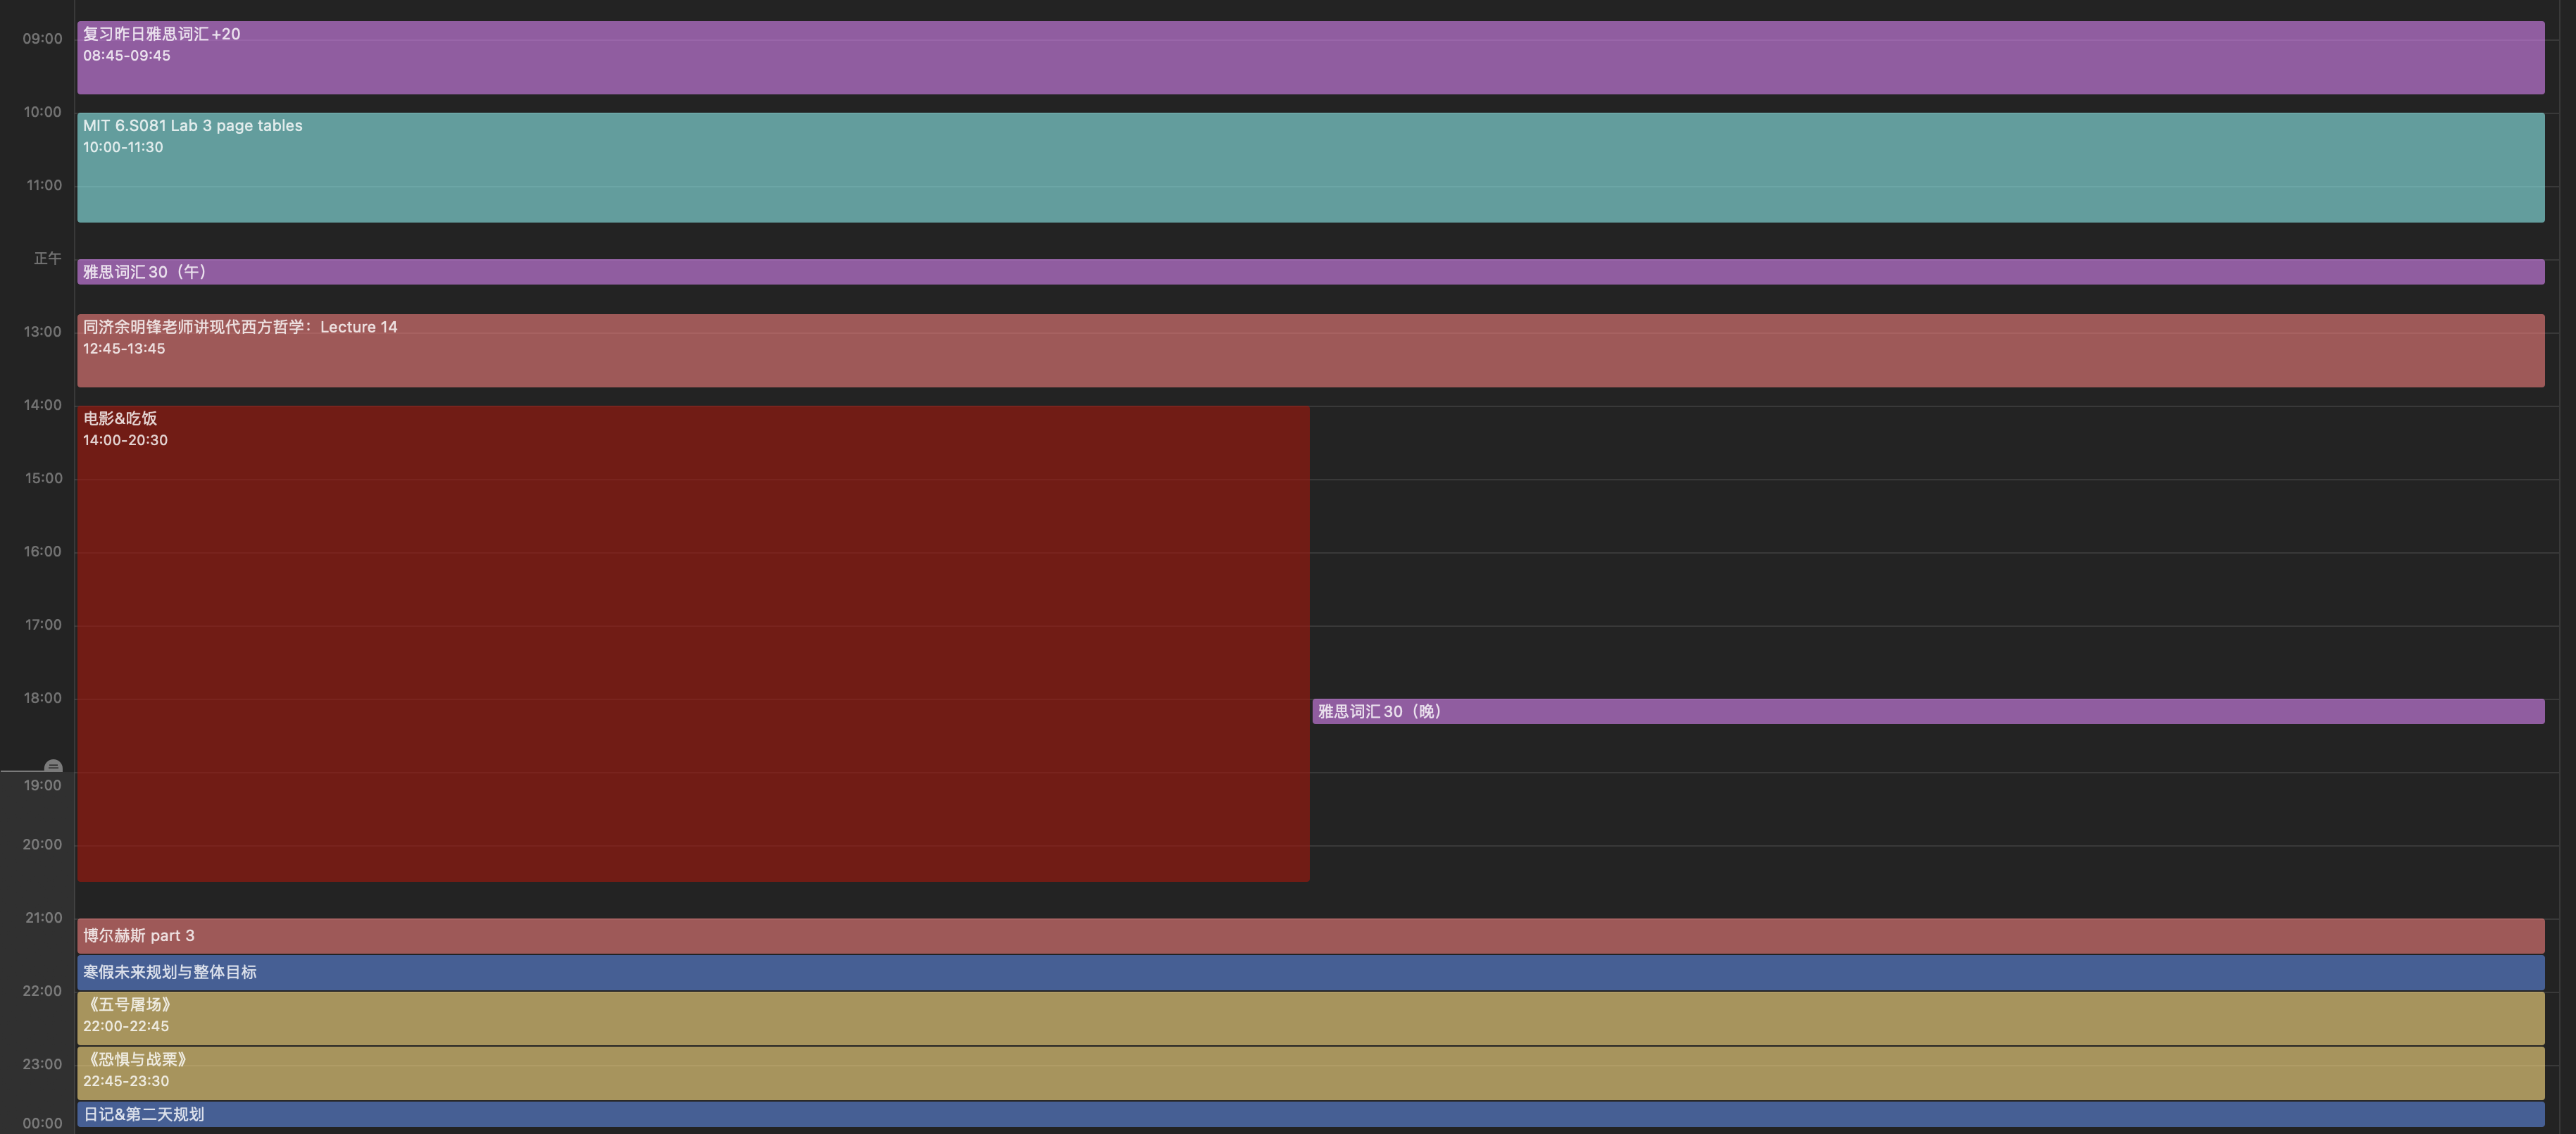 09:00
复习昨日雅思词汇+20
08:45-09:45
10:00
MIT 6.S081 Lab 3 page tables
10:00-11:30
11:00
正午
雅思词汇30（午）
13:00
同济余明锋老师讲现代西方哲学：Lecture 14
12:45-13:45
14:00
电影&吃饭
14:00-20:30
15:00
16:00
17:00
18:00
雅思词汇30（晚）
19:00
20:00
21:00
博尔赫斯 part 3
寒假未来规划与整体目标
22:00
《五号屠场》
22:00-22:45
23:00
《恐惧与战栗》
22:45-23:30
日记&第二天规划
00:00